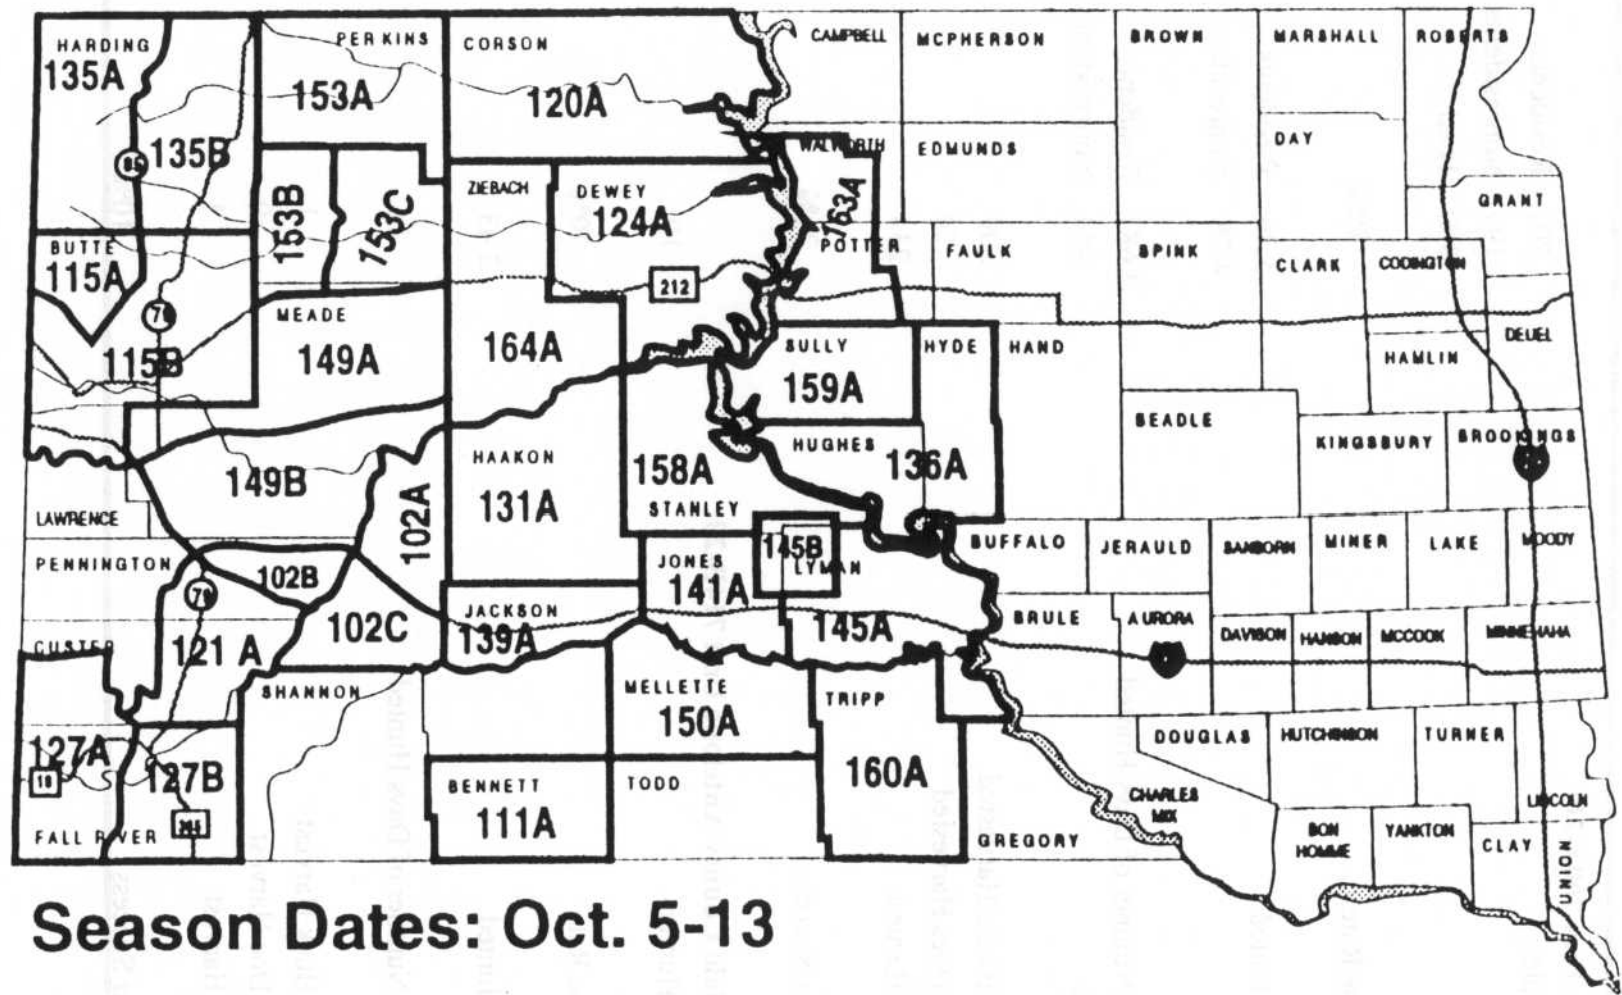 HARDING
135A
PERKINS
153A
CORSON
120A
CAMPBELL
MCPHERSON
BROWN
MARSHALL
ROBERTS
85
135B
153B
153C
ZIEBACH
DEWEY
124A
WALWORTH
163A
EDMUNDS
DAY
GRANT
BUTTE
115A
POTTER
FAULK
SPINK
CLARK
CODINGTON
212
MEADE
149A
164A
SULLY
159A
HYDE
HAND
HAMLIN
DEUEL
115B
BEADLE
KINGSBURY
BROOKINGS
149B
102A
HAAKON
131A
158A
STANLEY
HUGHES
136A
LAWRENCE
PENNINGTON
102B
79
JONES
141A
145B
LYMAN
BUFFALO
JERAULD
SANBORN
MINER
LAKE
MOODY
CUSTER
121 A
102C
JACKSON
139A
145A
BRULE
AURORA
DAVISON
HANSON
MCCOOK
MINNEHAHA
SHANNON
MELLETTE
150A
TRIPP
160A
DOUGLAS
HUTCHINSON
TURNER
LINCOLN
127A
18
127B
FALL RIVER
BENNETT
111A
TODD
GREGORY
CHARLES
MIX
BON
HOMME
YANKTON
CLAY
UNION
Season Dates: Oct. 5-13